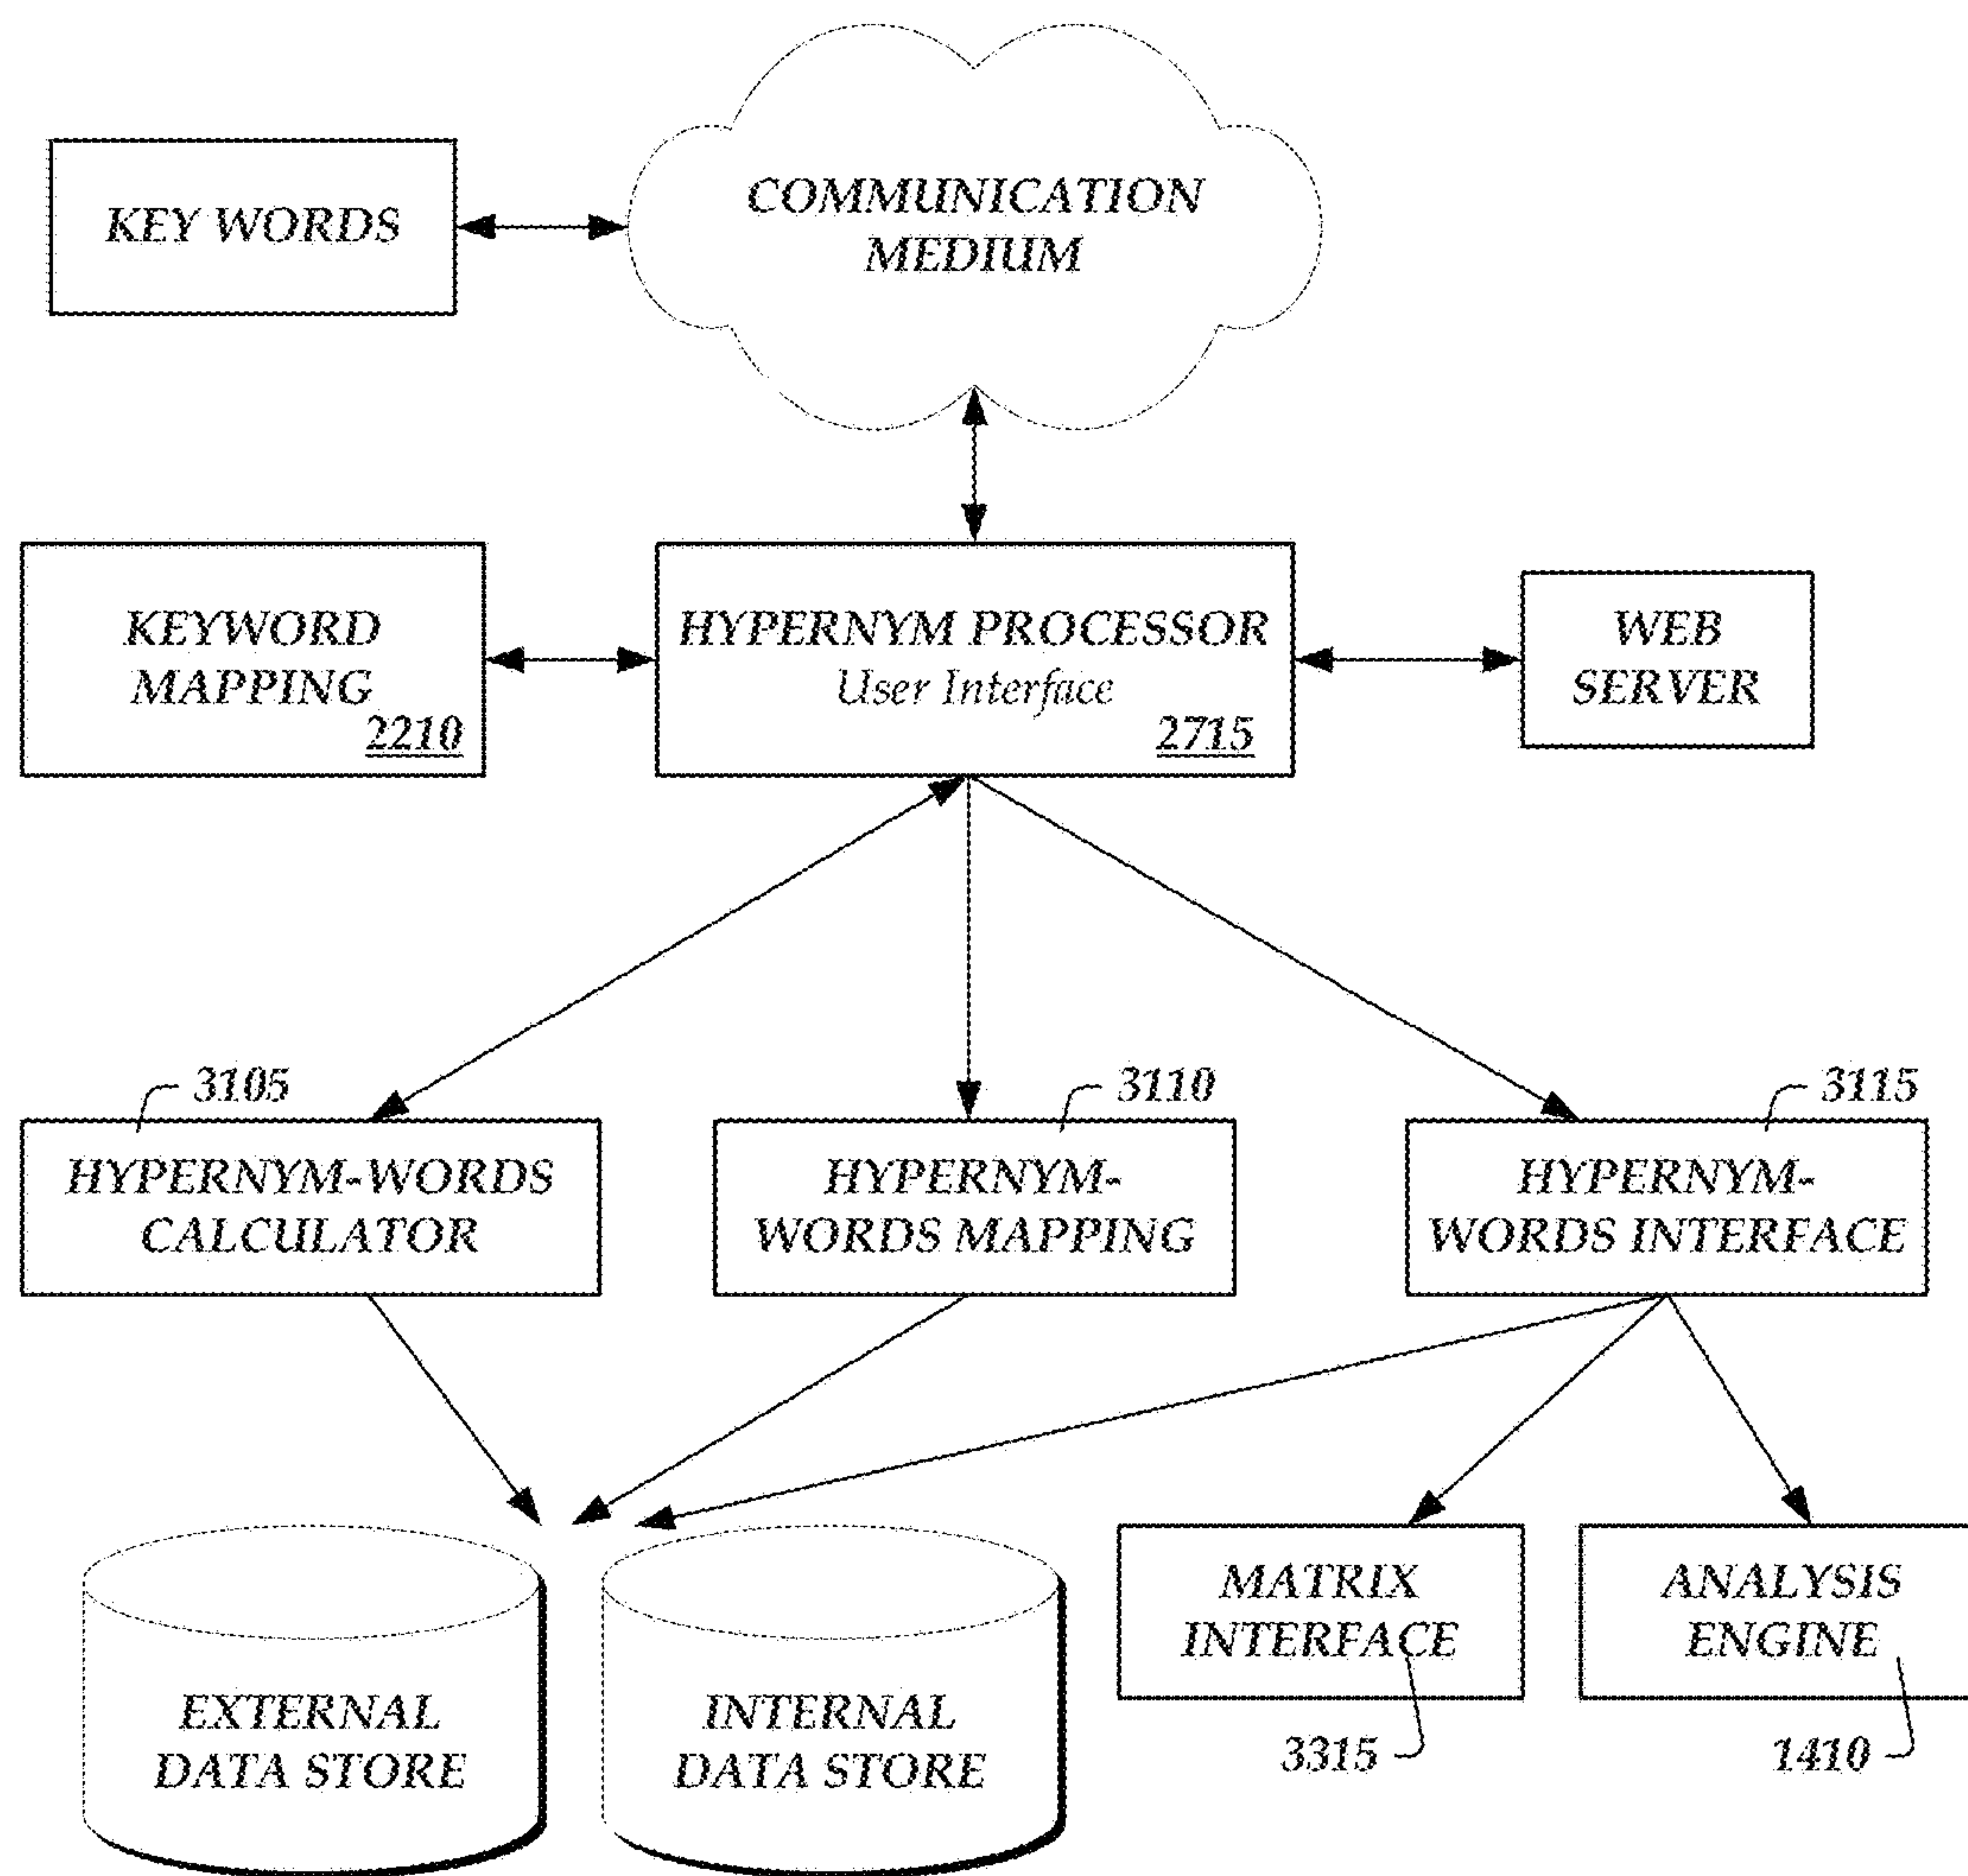 COMMUNICATION
MEDIUM
KEY WORDS
KEYWORD
MAPPING
2210
HYPERNYM PROCESSOR
User Interface
2715
WEB
SERVER
3105
HYPERNYM-WORDS
CALCULATOR
3110
HYPERNYM-
WORDS MAPPING
3115
HYPERNYM-
WORDS INTERFACE
EXTERNAL
DATA STORE
INTERNAL
DATA STORE
MATRIX
INTERFACE
3315
ANALYSIS
ENGINE
1410